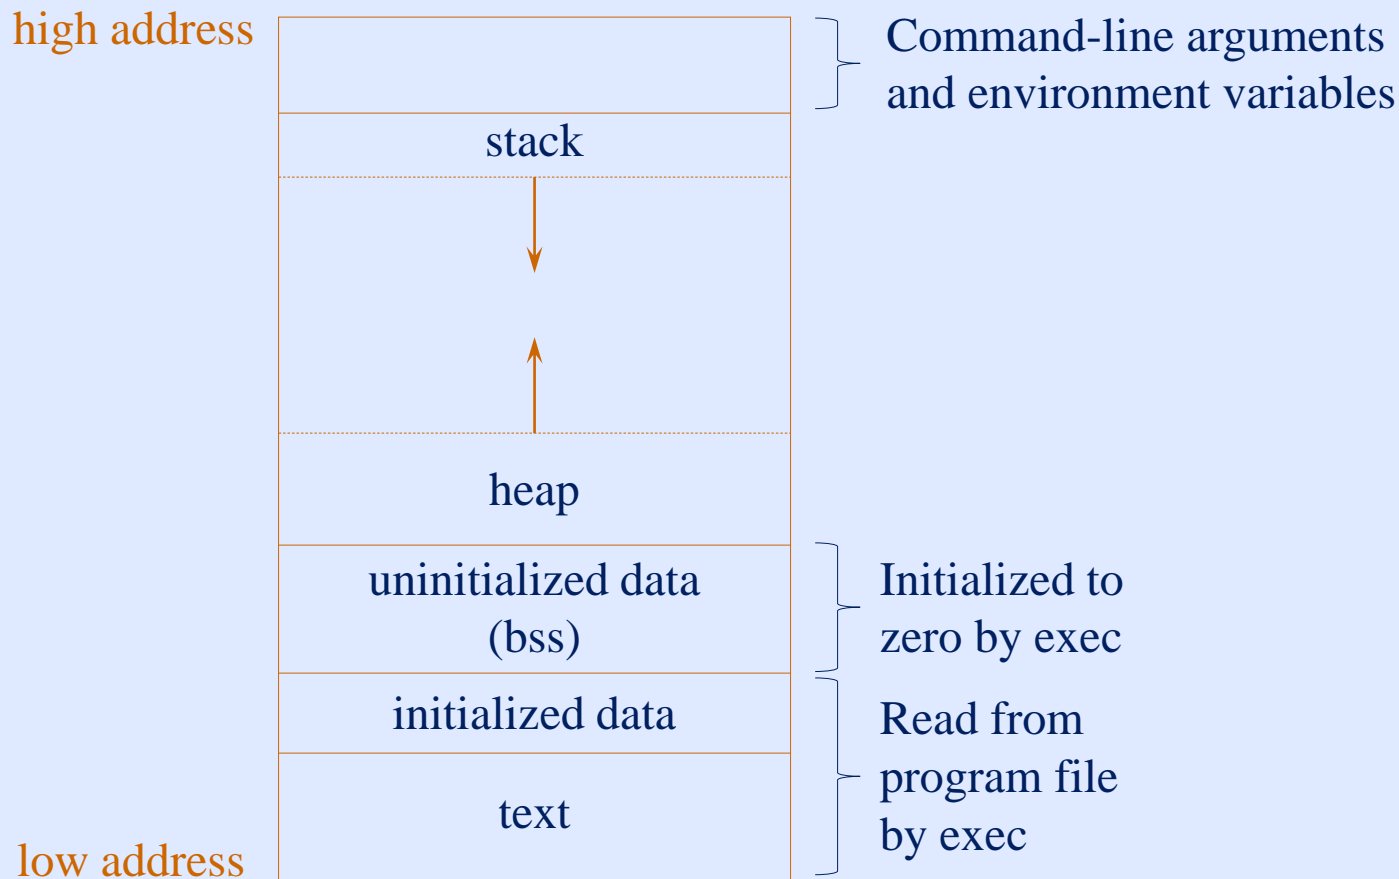 high address
Command-line arguments
and environment variables
stack
heap
uninitialized data
(bss)
Initialized to
zero by exec
initialized data
Read from
program file
by exec
text
low address